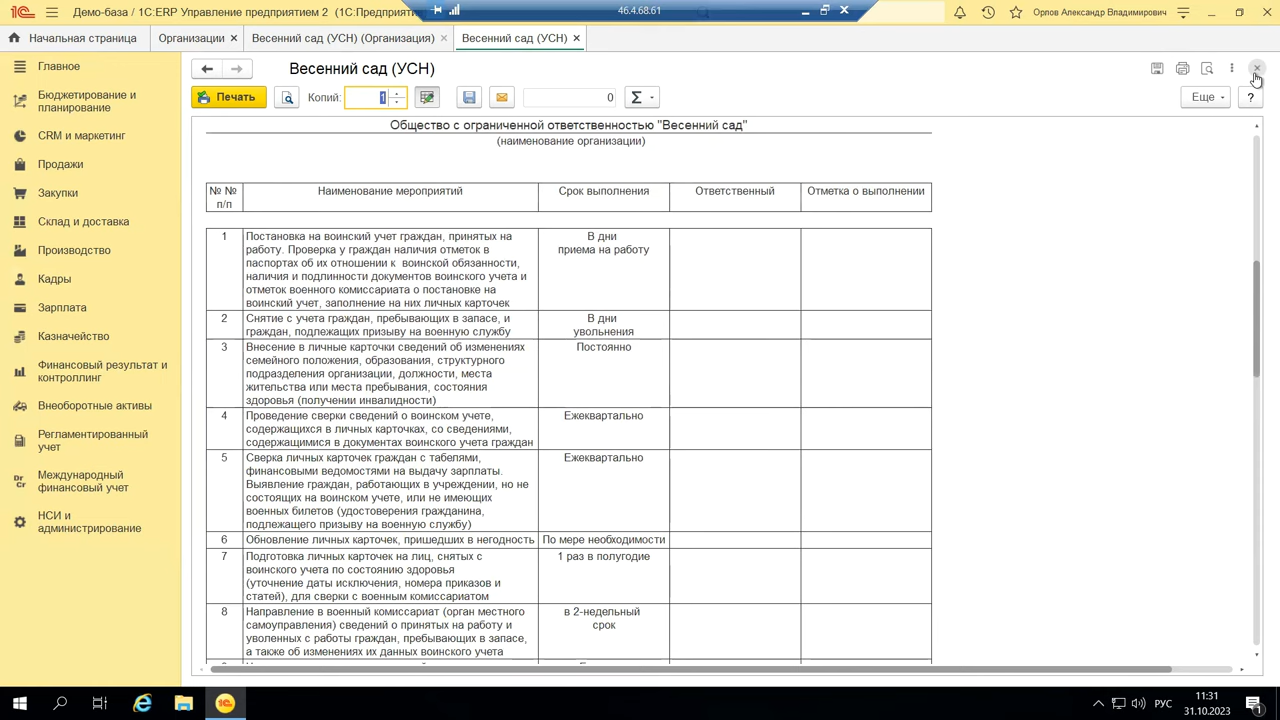 Демо-база / 1С:ERP Управление предприятием 2 (1С:Предприяти
46.4.68.61
Орлов Александр Владимирович
Начальная страница
Организации
Весенний сад (УСН) (Организация)
Весенний сад (УСН)
Главное
Бюджетирование и
планирование
CRM и маркетинг
Продажи
Закупки
Склад и доставка
Производство
Кадры
Зарплата
Казначейство
Финансовый результат и
контроллинг
Внеоборотные активы
Регламентированный
учет
Международный
финансовый учет
НСИ и
администрирование
Весенний сад (УСН)
Печать
Копий:
1
0
Σ
Еще
?
Общество с ограниченной ответственностью "Весенний сад"
(наименование организации)
№ №
п/п
Наименование мероприятий
Срок выполнения
Ответственный
Отметка о выполнении
1
Постановка на воинский учет граждан, принятых на
работу. Проверка у граждан наличия отметок в
паспортах об их отношении к воинской обязанности,
наличия и подлинности документов воинского учета и
отметок военного комиссариата о постановке на
воинский учет, заполнение на них личных карточек
В дни
приема на работу
2
Снятие с учета граждан, пребывающих в запасе, и
граждан, подлежащих призыву на военную службу
В дни
увольнения
3
Внесение в личные карточки сведений об изменениях
семейного положения, образования, структурного
подразделения организации, должности, места
жительства или места пребывания, состояния
здоровья (получении инвалидности)
Постоянно
4
Проведение сверки сведений о воинском учете,
содержащихся в личных карточках, со сведениями,
содержащимися в документах воинского учета граждан
Ежеквартально
5
Сверка личных карточек граждан с табелями,
финансовыми ведомостями на выдачу зарплаты.
Выявление граждан, работающих в учреждении, но не
состоящих на воинском учете, или не имеющих
военных билетов (удостоверения гражданина,
подлежащего призыву на военную службу)
Ежеквартально
6
Обновление личных карточек, пришедших в негодность
По мере необходимости
7
Подготовка личных карточек на лиц, снятых с
воинского учета по состоянию здоровья
(уточнение даты исключения, номера приказов и
статей), для сверки с военным комиссариатом
1 раз в полугодие
8
Направление в военный комиссариат (орган местного
самоуправления) сведений о принятых на работу и
уволенных с работы граждан, пребывающих в запасе,
а также об изменениях их данных воинского учета
в 2-недельный
срок
РУС
11:31
31.10.2023
1